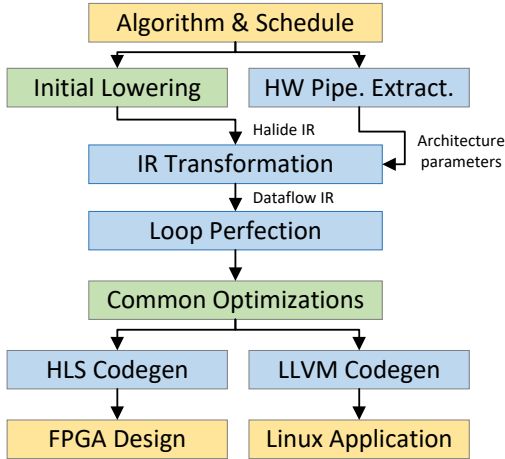 Algorithm & Schedule
Initial Lowering
HW Pipe. Extract.
Halide IR
Architecture
parameters
IR Transformation
Dataflow IR
Loop Perfection
Common Optimizations
HLS Codegen
LLVM Codegen
FPGA Design
Linux Application